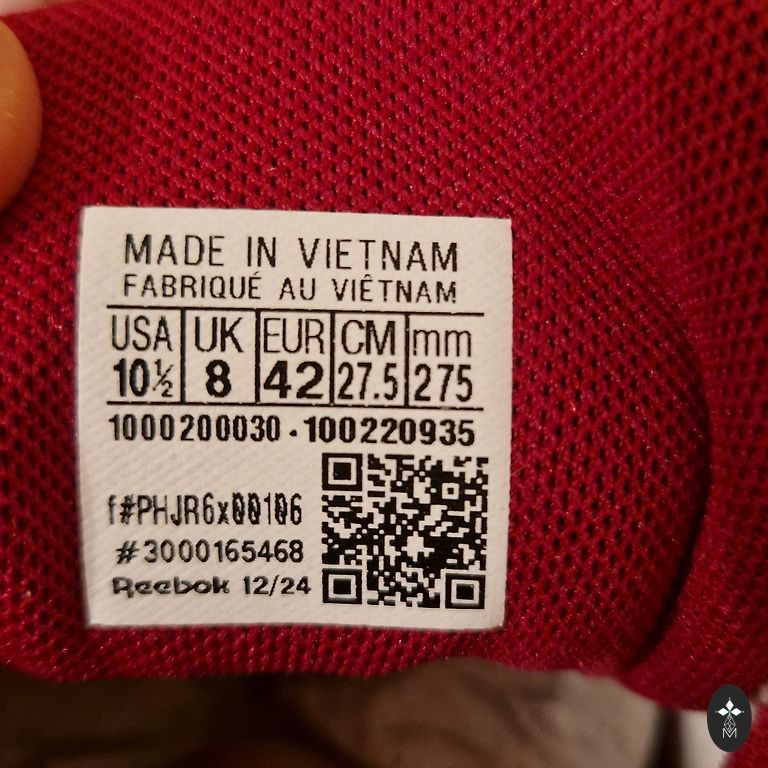 MADE IN VIETNAM
FABRIQUÉ AU VIÊTNAM
USA UK EUR CM mm
10½ 8 42 27.5 275
1000200030 · 100220935
f#PHJR6x00106
#3000165468
Reebok 12/24
M